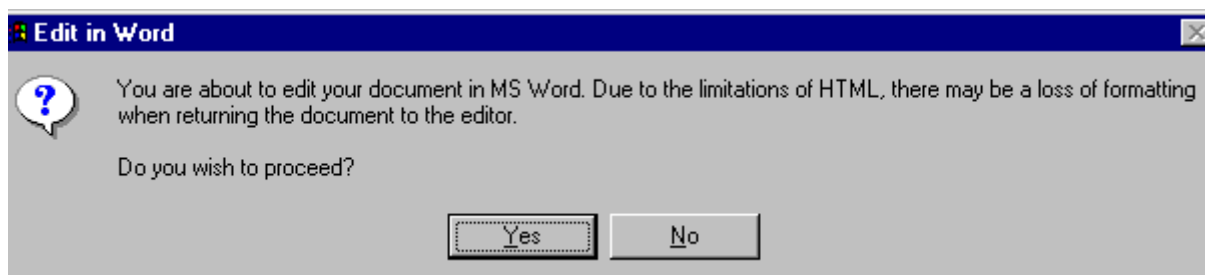 Edit in Word
You are about to edit your document in MS Word. Due to the limitations of HTML, there may be a loss of formatting
when returning the document to the editor.
Do you wish to proceed?
Yes
No